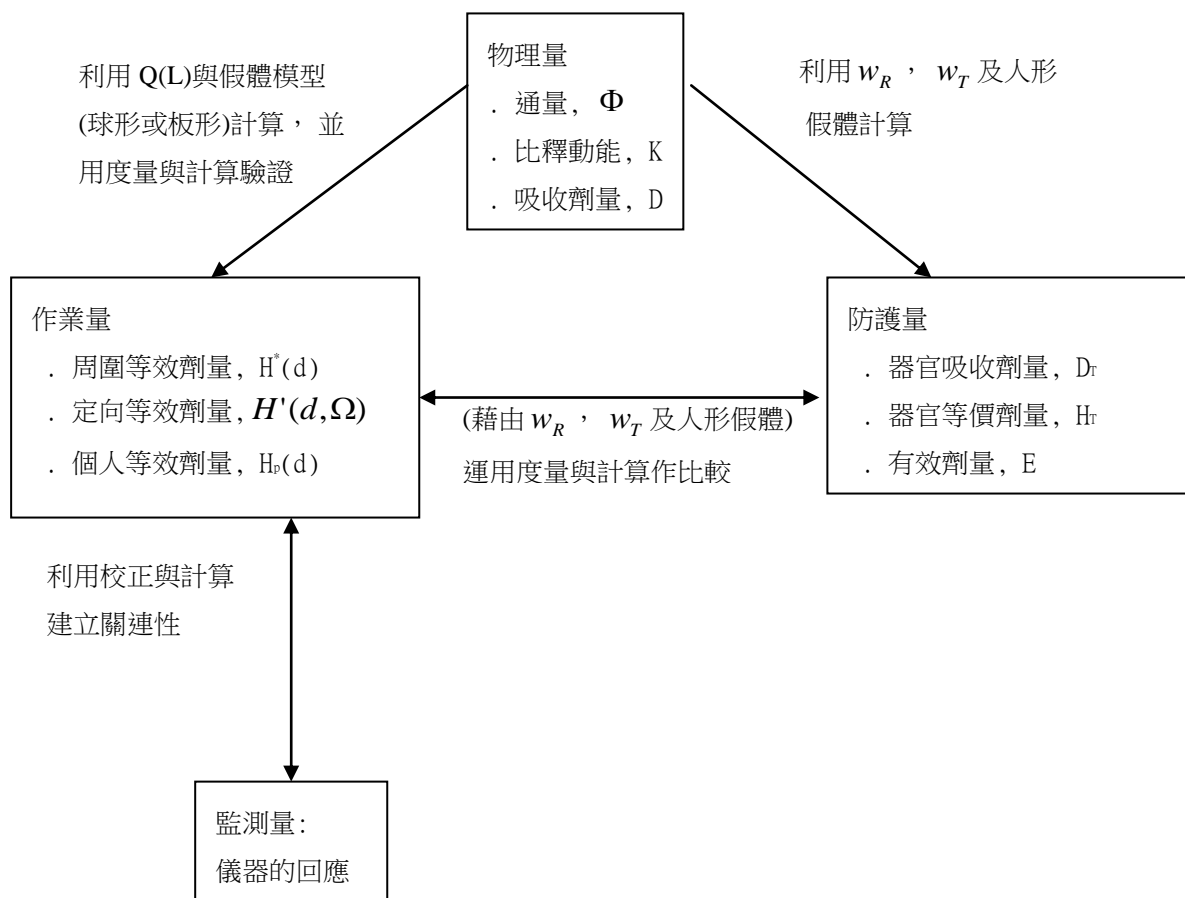 物理量
. 通量, Φ
. 比釋動能, K
. 吸收劑量, D
利用 Q(L)與假體模型
(球形或板形)計算, 並
用度量與計算驗證
利用 w_R , w_T 及人形
假體計算
作業量
. 周圍等效劑量, H*(d)
. 定向等效劑量, H'(d,Ω)
. 個人等效劑量, Hₚ(d)
(藉由 w_R , w_T 及人形假體)
運用度量與計算作比較
防護量
. 器官吸收劑量, D_T
. 器官等價劑量, H_T
. 有效劑量, E
利用校正與計算
建立關連性
監測量:
儀器的回應